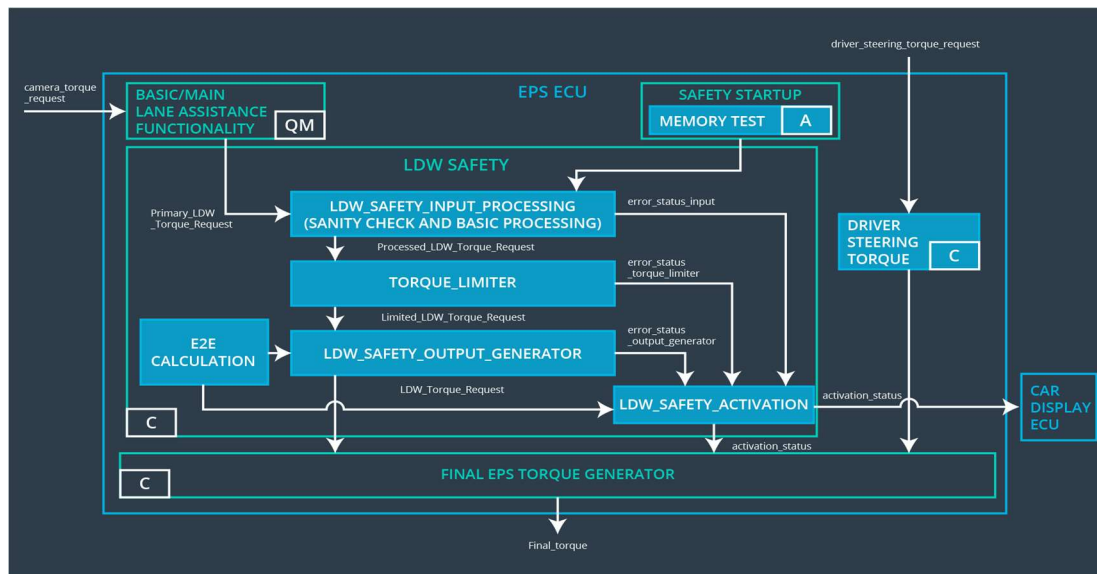 driver_steering_torque_request
camera_torque
_request
BASIC/MAIN
LANE ASSISTANCE
FUNCTIONALITY
QM
EPS ECU
SAFETY STARTUP
MEMORY TEST
A
LDW SAFETY
Primary_LDW
_Torque_Request
LDW_SAFETY_INPUT_PROCESSING
(SANITY CHECK AND BASIC PROCESSING)
error_status_input
Processed_LDW_Torque_Request
DRIVER
STEERING
TORQUE
C
TORQUE_LIMITER
error_status
_torque_limiter
Limited_LDW_Torque_Request
E2E
CALCULATION
LDW_SAFETY_OUTPUT_GENERATOR
error_status
_output_generator
LDW_Torque_Request
LDW_SAFETY_ACTIVATION
activation_status
CAR
DISPLAY
ECU
C
activation_status
FINAL EPS TORQUE GENERATOR
C
Final_torque